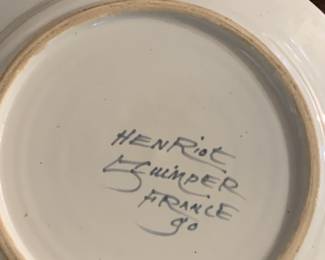 HENRiot
Quimper
FRANCE
90